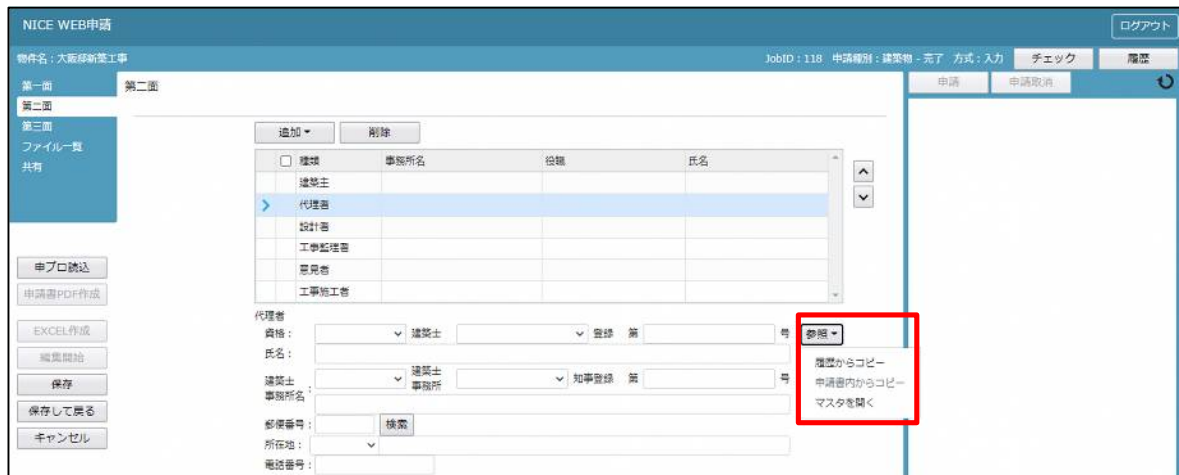 NICE WEB申請
ログアウト
物件名：大阪邸新築工事
JobID：118 申請種別：建築物 - 完了 方式：入力
チェック
履歴
第一面
第二面
第三面
ファイル一覧
共有
第二面
申請
申請取消
追加
削除
種類 事務所名 役職 氏名
建築主
代理者
設計者
工事監理者
意見者
工事施工者
申プロ読込
申請書PDF作成
EXCEL作成
編集開始
保存
保存して戻る
キャンセル
代理者
資格： 建築士 登録 第 号
参照
氏名：
履歴からコピー
申請書内からコピー
マスタを開く
建築士事務所名： 建築士事務所 知事登録 第 号
郵便番号： 検索
所在地：
電話番号：